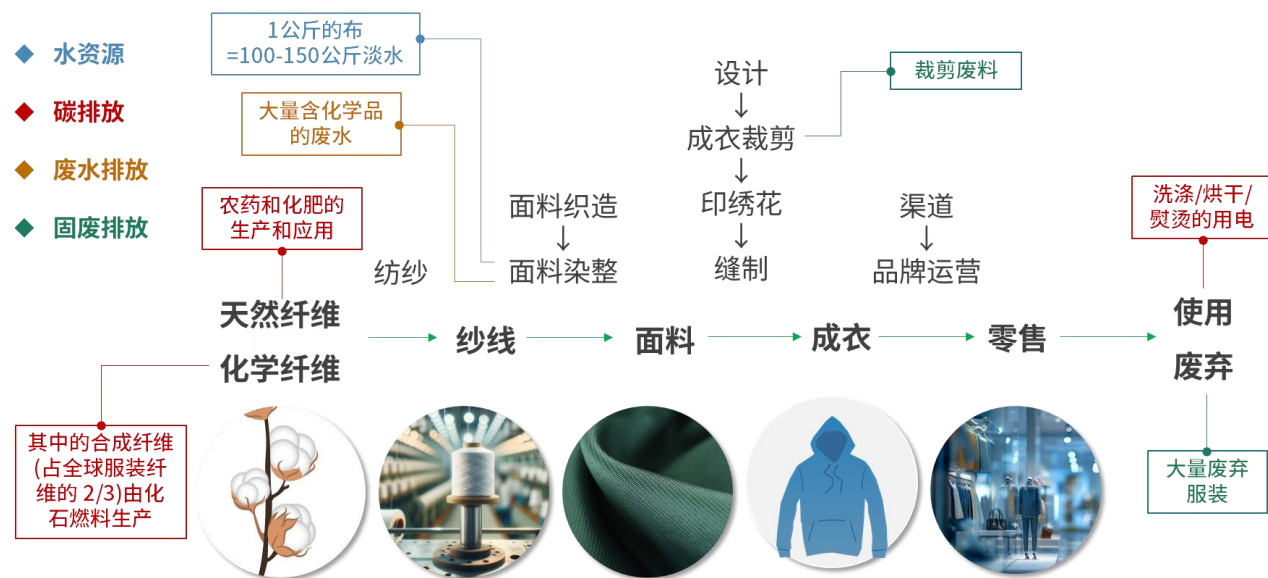 水资源
碳排放
废水排放
固废排放
1公斤的布
=100-150公斤淡水
大量含化学品
的废水
农药和化肥的
生产和应用
其中的合成纤维
(占全球服装纤
维的 2/3)由化
石燃料生产
天然纤维
化学纤维
纺纱
纱线
面料织造
↓
面料染整
面料
设计
↓
成衣裁剪
↓
印绣花
↓
缝制
裁剪废料
成衣
渠道
↓
品牌运营
零售
洗涤/烘干/
熨烫的用电
使用
废弃
大量废弃
服装